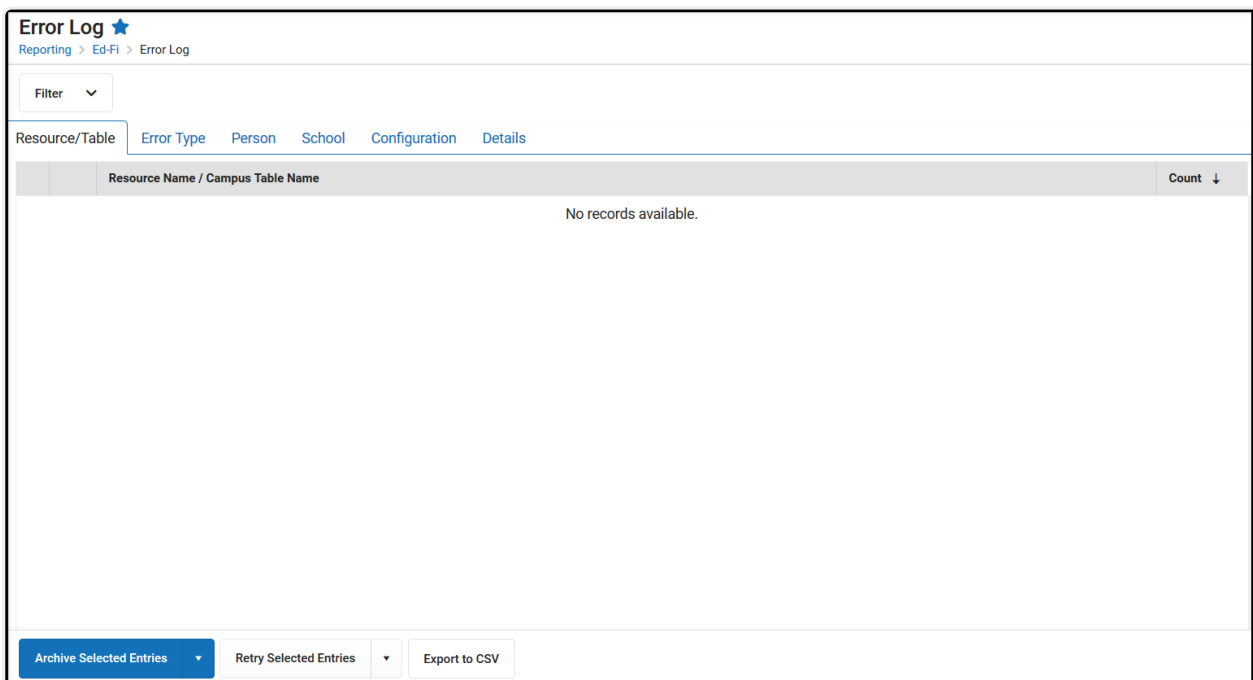 Error Log
Reporting > Ed-Fi > Error Log
Filter
Resource/Table Error Type Person School Configuration Details
Resource Name / Campus Table Name Count ↓
No records available.
Archive Selected Entries Retry Selected Entries Export to CSV